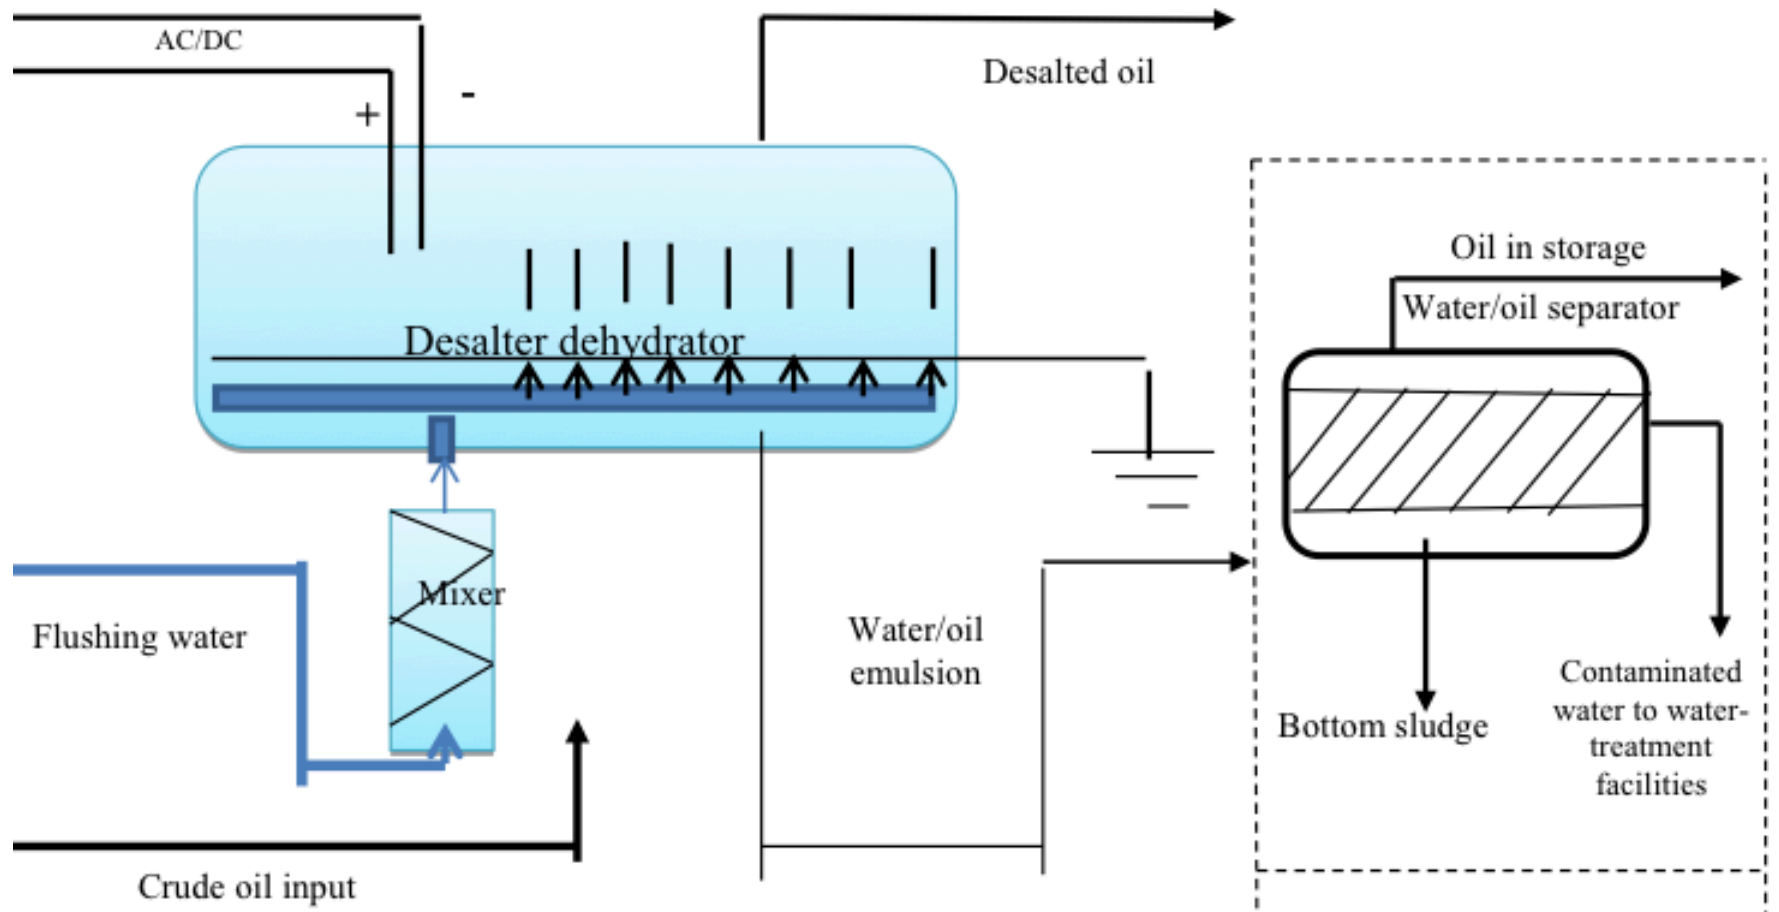 AC/DC
+
-
Desalted oil
Desalter dehydrator
Oil in storage
Water/oil separator
Mixer
Flushing water
Water/oil
emulsion
Bottom sludge
Contaminated
water to water-
treatment
facilities
Crude oil input